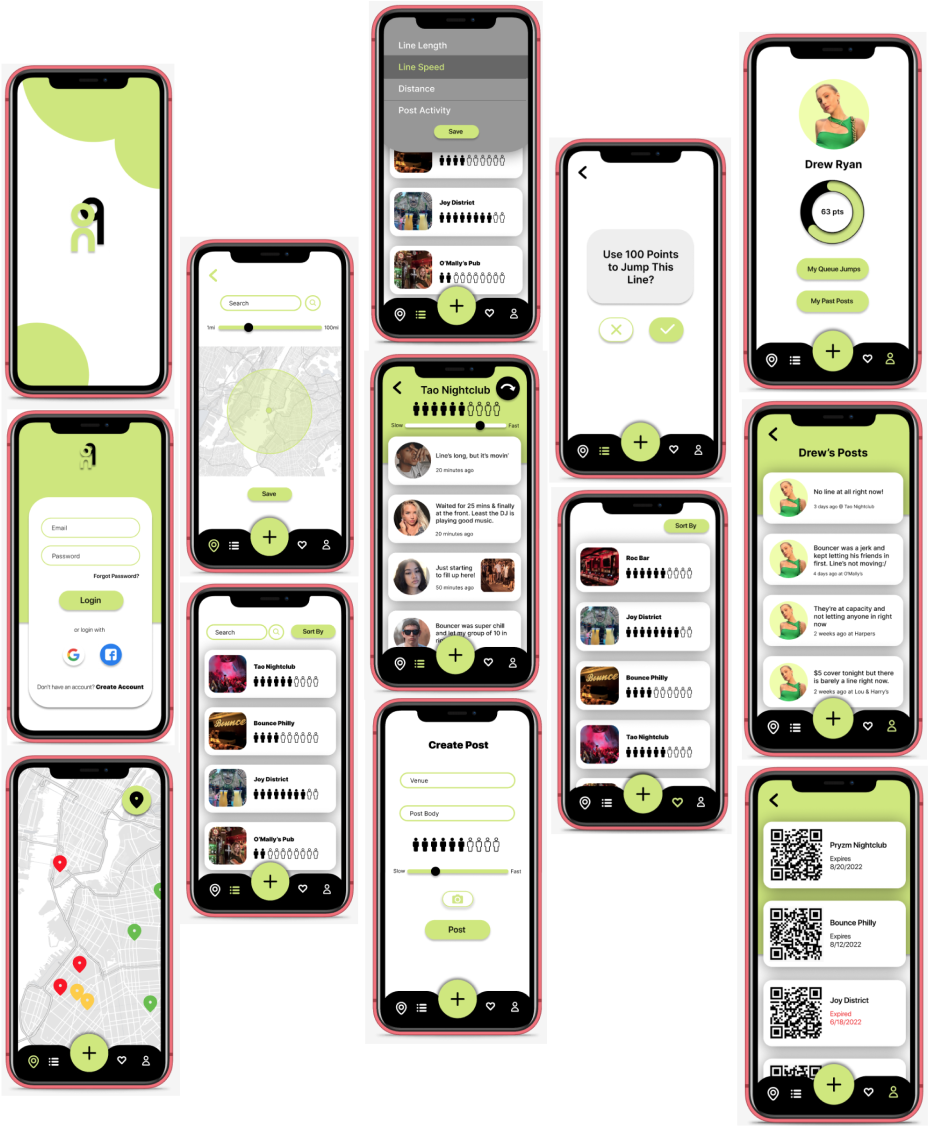 Email
Password
Forgot Password?
Login
or login with
Don't have an account? Create Account
Search
1mi
100mi
Save
Search
Sort By
Tao Nightclub
Bounce Philly
Joy District
O'Mally's Pub
Line Length
Line Speed
Distance
Post Activity
Save
Joy District
O'Mally's Pub
Tao Nightclub
Slow
Fast
Line's long, but it's movin'
20 minutes ago
Waited for 25 mins & finally
at the front. Least the DJ is
playing good music.
20 minutes ago
Just starting
to fill up here!
50 minutes ago
Bouncer was super chill
and let my group of 10 in
Create Post
Venue
Post Body
Slow
Fast
Post
Use 100 Points
to Jump This
Line?
Sort By
Roc Bar
Joy District
Bounce Philly
Bounce
Tao Nightclub
Drew Ryan
63 pts
My Queue Jumps
My Past Posts
Drew's Posts
No line at all right now!
3 days ago @ Tao Nightclub
Bouncer was a jerk and
kept letting his friends in
first. Line's not moving:/
4 days ago at O'Mally's
They're at capacity and
not letting anyone in right
now
2 weeks ago at Harpers
$5 cover tonight but there
is barely a line right now.
2 weeks ago at Lou & Harry's
Pryzm Nightclub
Expires
8/20/2022
Bounce Philly
Expires
8/12/2022
Joy District
Expired
6/18/2022